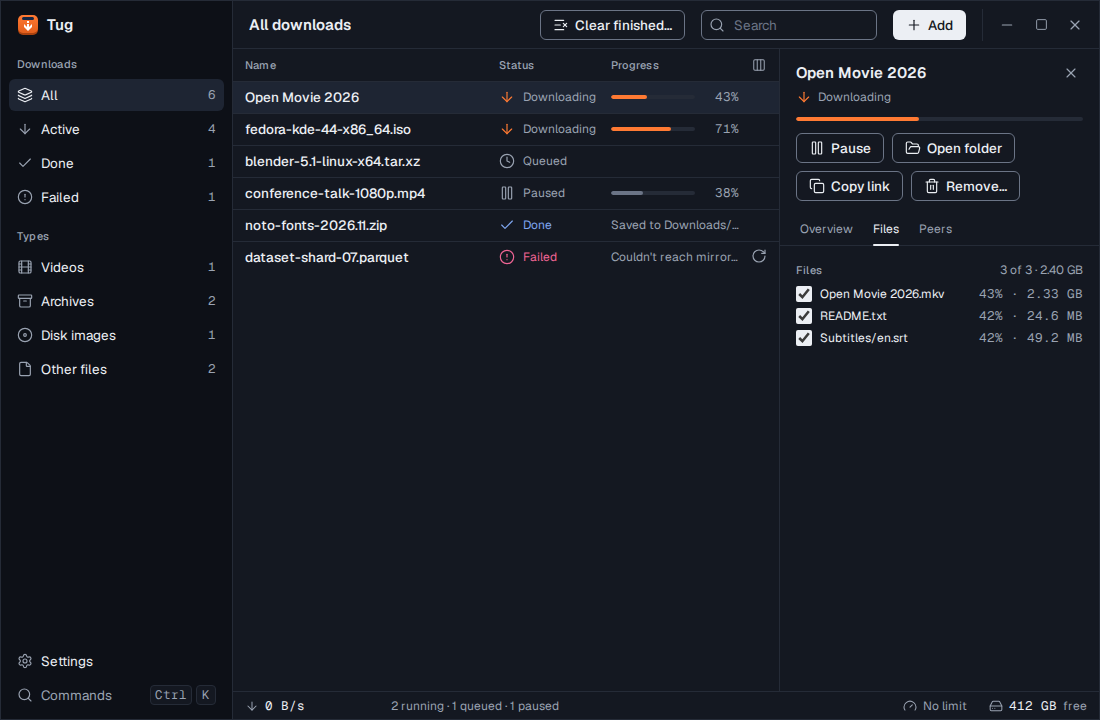 Tug
All downloads
Clear finished...
Search
Add
Downloads
All 6
Active 4
Done 1
Failed 1
Types
Videos 1
Archives 2
Disk images 1
Other files 2
Settings
Commands Ctrl K
Name Status Progress
Open Movie 2026 Downloading 43%
fedora-kde-44-x86_64.iso Downloading 71%
blender-5.1-linux-x64.tar.xz Queued
conference-talk-1080p.mp4 Paused 38%
noto-fonts-2026.11.zip Done Saved to Downloads/…
dataset-shard-07.parquet Failed Couldn't reach mirror…
Open Movie 2026
Downloading
Pause Open folder
Copy link Remove...
Overview Files Peers
Files 3 of 3 · 2.40 GB
Open Movie 2026.mkv 43% · 2.33 GB
README.txt 42% · 24.6 MB
Subtitles/en.srt 42% · 49.2 MB
0 B/s 2 running · 1 queued · 1 paused No limit 412 GB free